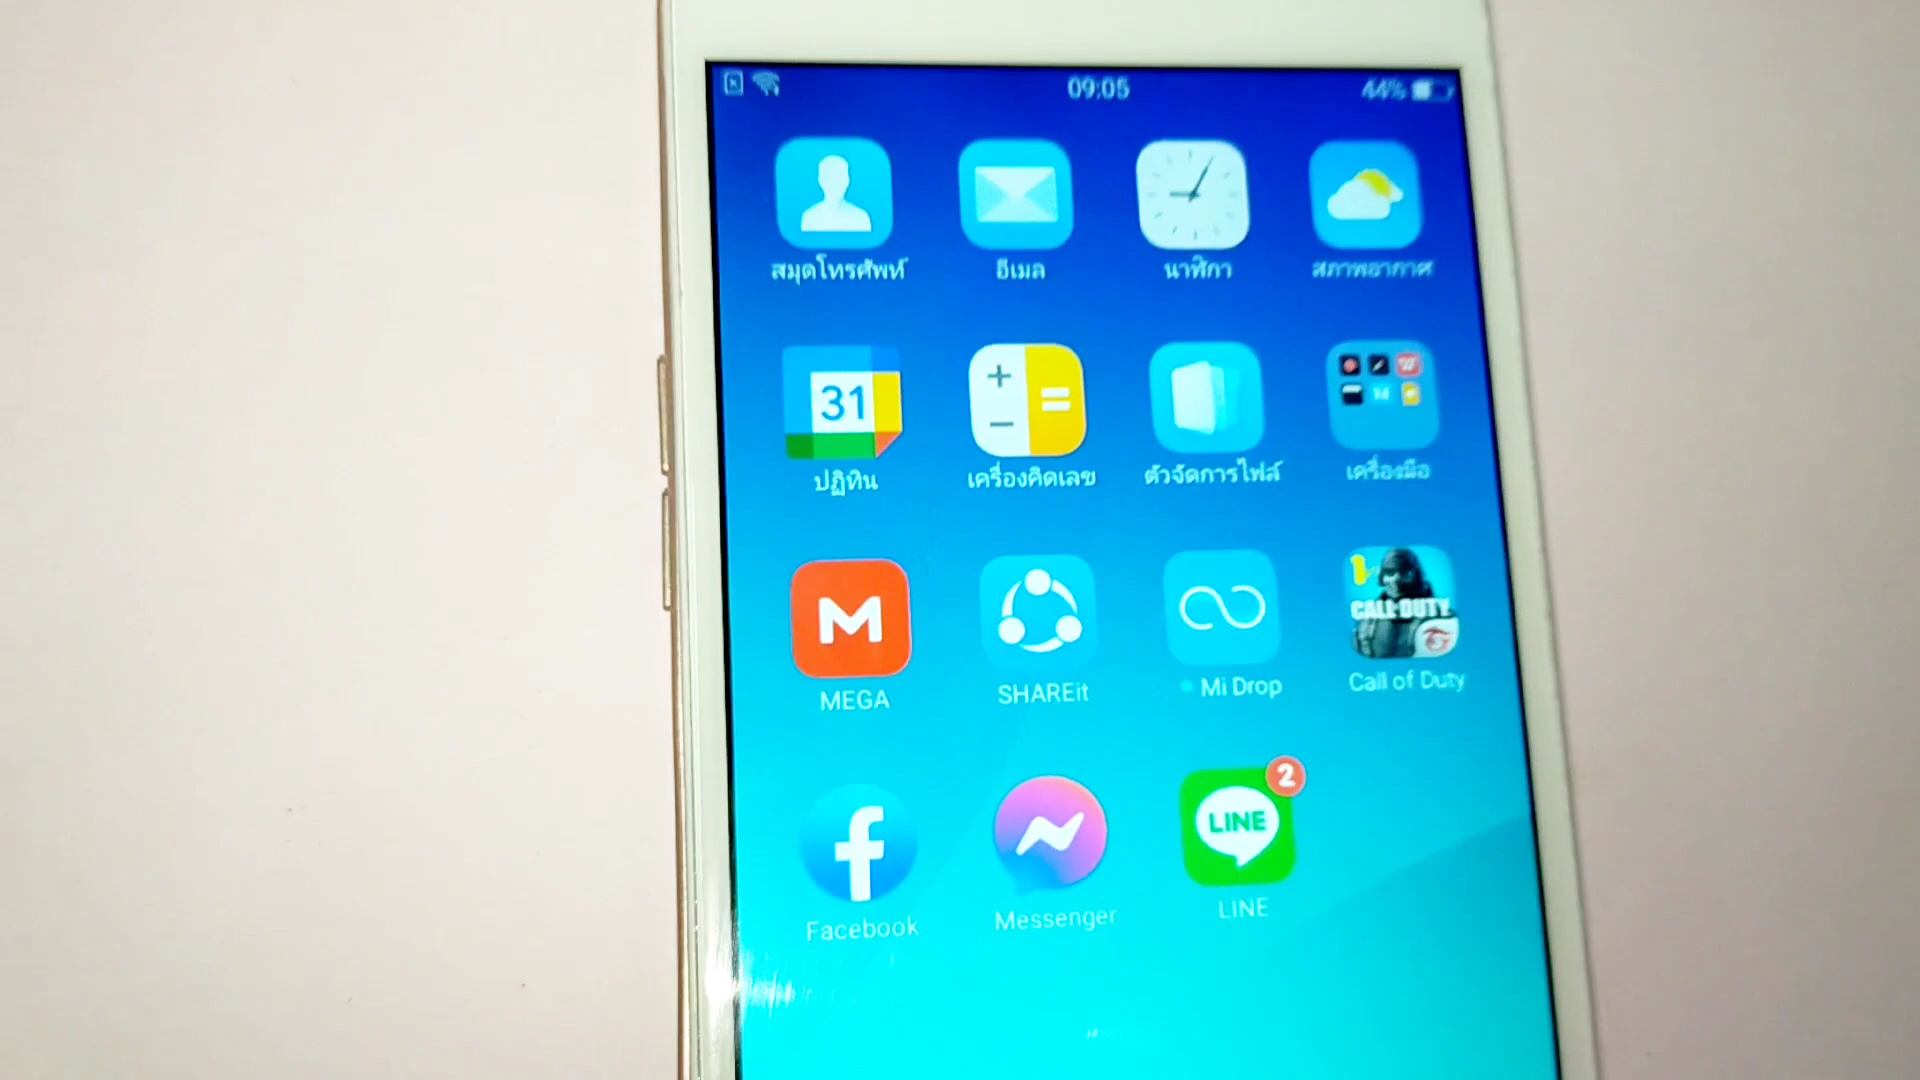 09:05 44%
สมุดโทรศัพท์ อีเมล นาฬิกา สภาพอากาศ
31
ปฏิทิน เครื่องคิดเลข ตัวจัดการไฟล์ เครื่องมือ
M
CALL OF DUTY
MEGA SHAREit Mi Drop Call of Duty
2
f LINE
Facebook Messenger LINE